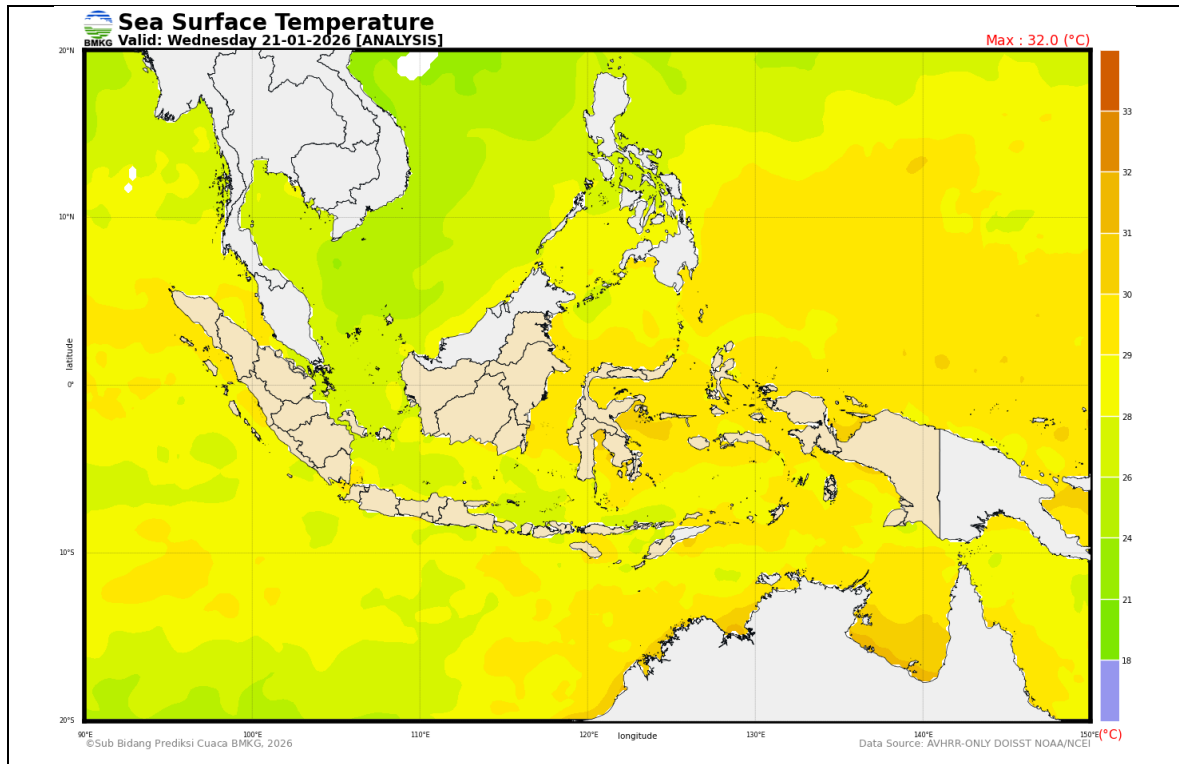 BMKG
Sea Surface Temperature
Valid: Wednesday 21-01-2026 [ANALYSIS]
Max : 32.0 (°C)
20°N
10°N
0°
10°S
20°S
latitude
90°E
100°E
110°E
120°E
130°E
140°E
150°E
longitude
33
32
31
30
29
28
26
24
21
18
(°C)
©Sub Bidang Prediksi Cuaca BMKG, 2026
Data Source: AVHRR-ONLY DOISST NOAA/NCEI